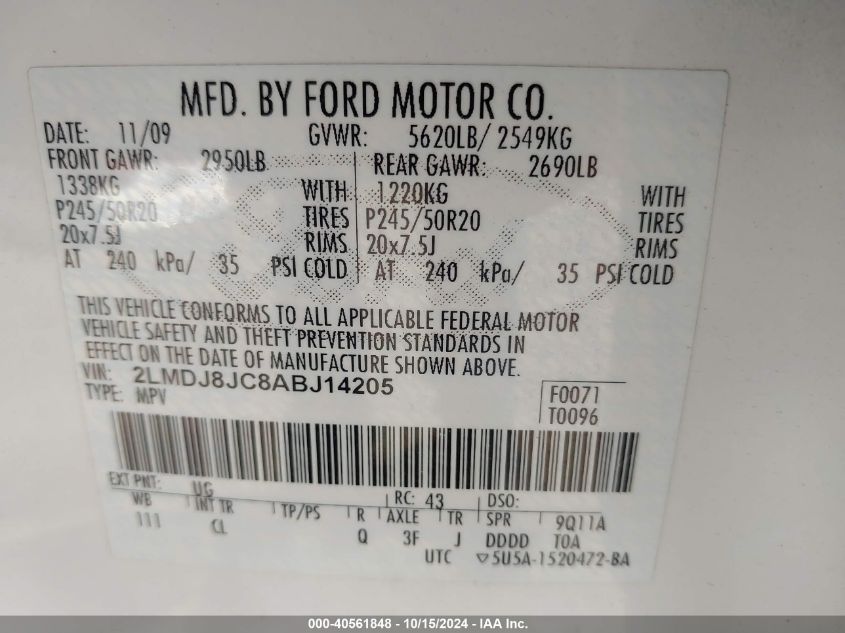 MFD. BY FORD MOTOR CO.
DATE: 11/09 GVWR: 5620LB/ 2549KG
FRONT GAWR: 2950LB REAR GAWR: 2690LB
1338KG WITH 1220KG WITH
P245/50R20 TIRES P245/50R20 TIRES
20x7.5J RIMS 20x7.5J RIMS
AT 240 kPa/ 35 PSI COLD AT 240 kPa/ 35 PSI COLD
THIS VEHICLE CONFORMS TO ALL APPLICABLE FEDERAL MOTOR
VEHICLE SAFETY AND THEFT PREVENTION STANDARDS IN
EFFECT ON THE DATE OF MANUFACTURE SHOWN ABOVE.
VIN: 2LMDJ8JC8ABJ14205
TYPE: MPV
F0071
T0096
EXT PNT: UG RC: 43 DSO:
WB INT TR TP/PS R AXLE TR SPR 9Q11A
111 CL Q 3F J DDDD TOA
UTC ▽5U5A-1520472-BA
000-40561848 - 10/15/2024 - IAA Inc.